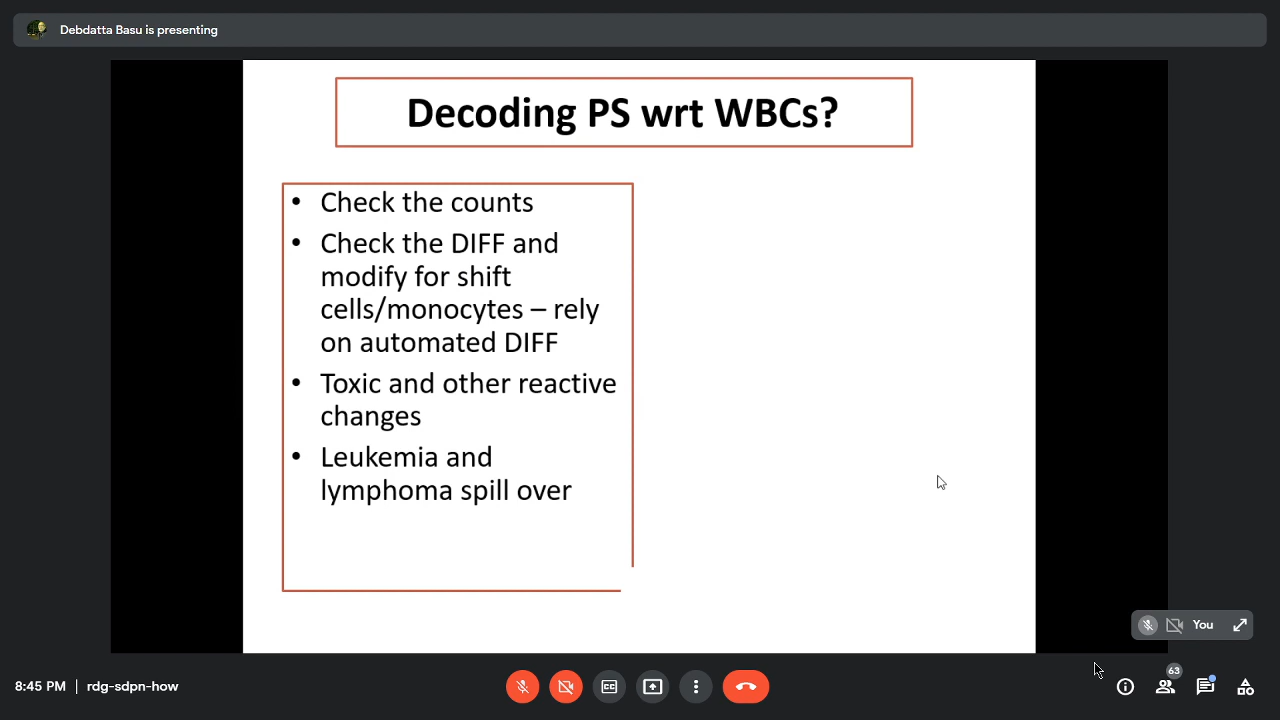 Debdatta Basu is presenting
Decoding PS wrt WBCs?
• Check the counts
• Check the DIFF and
modify for shift
cells/monocytes – rely
on automated DIFF
• Toxic and other reactive
changes
• Leukemia and
lymphoma spill over
You
63
8:45 PM | rdg-sdpn-how
CC